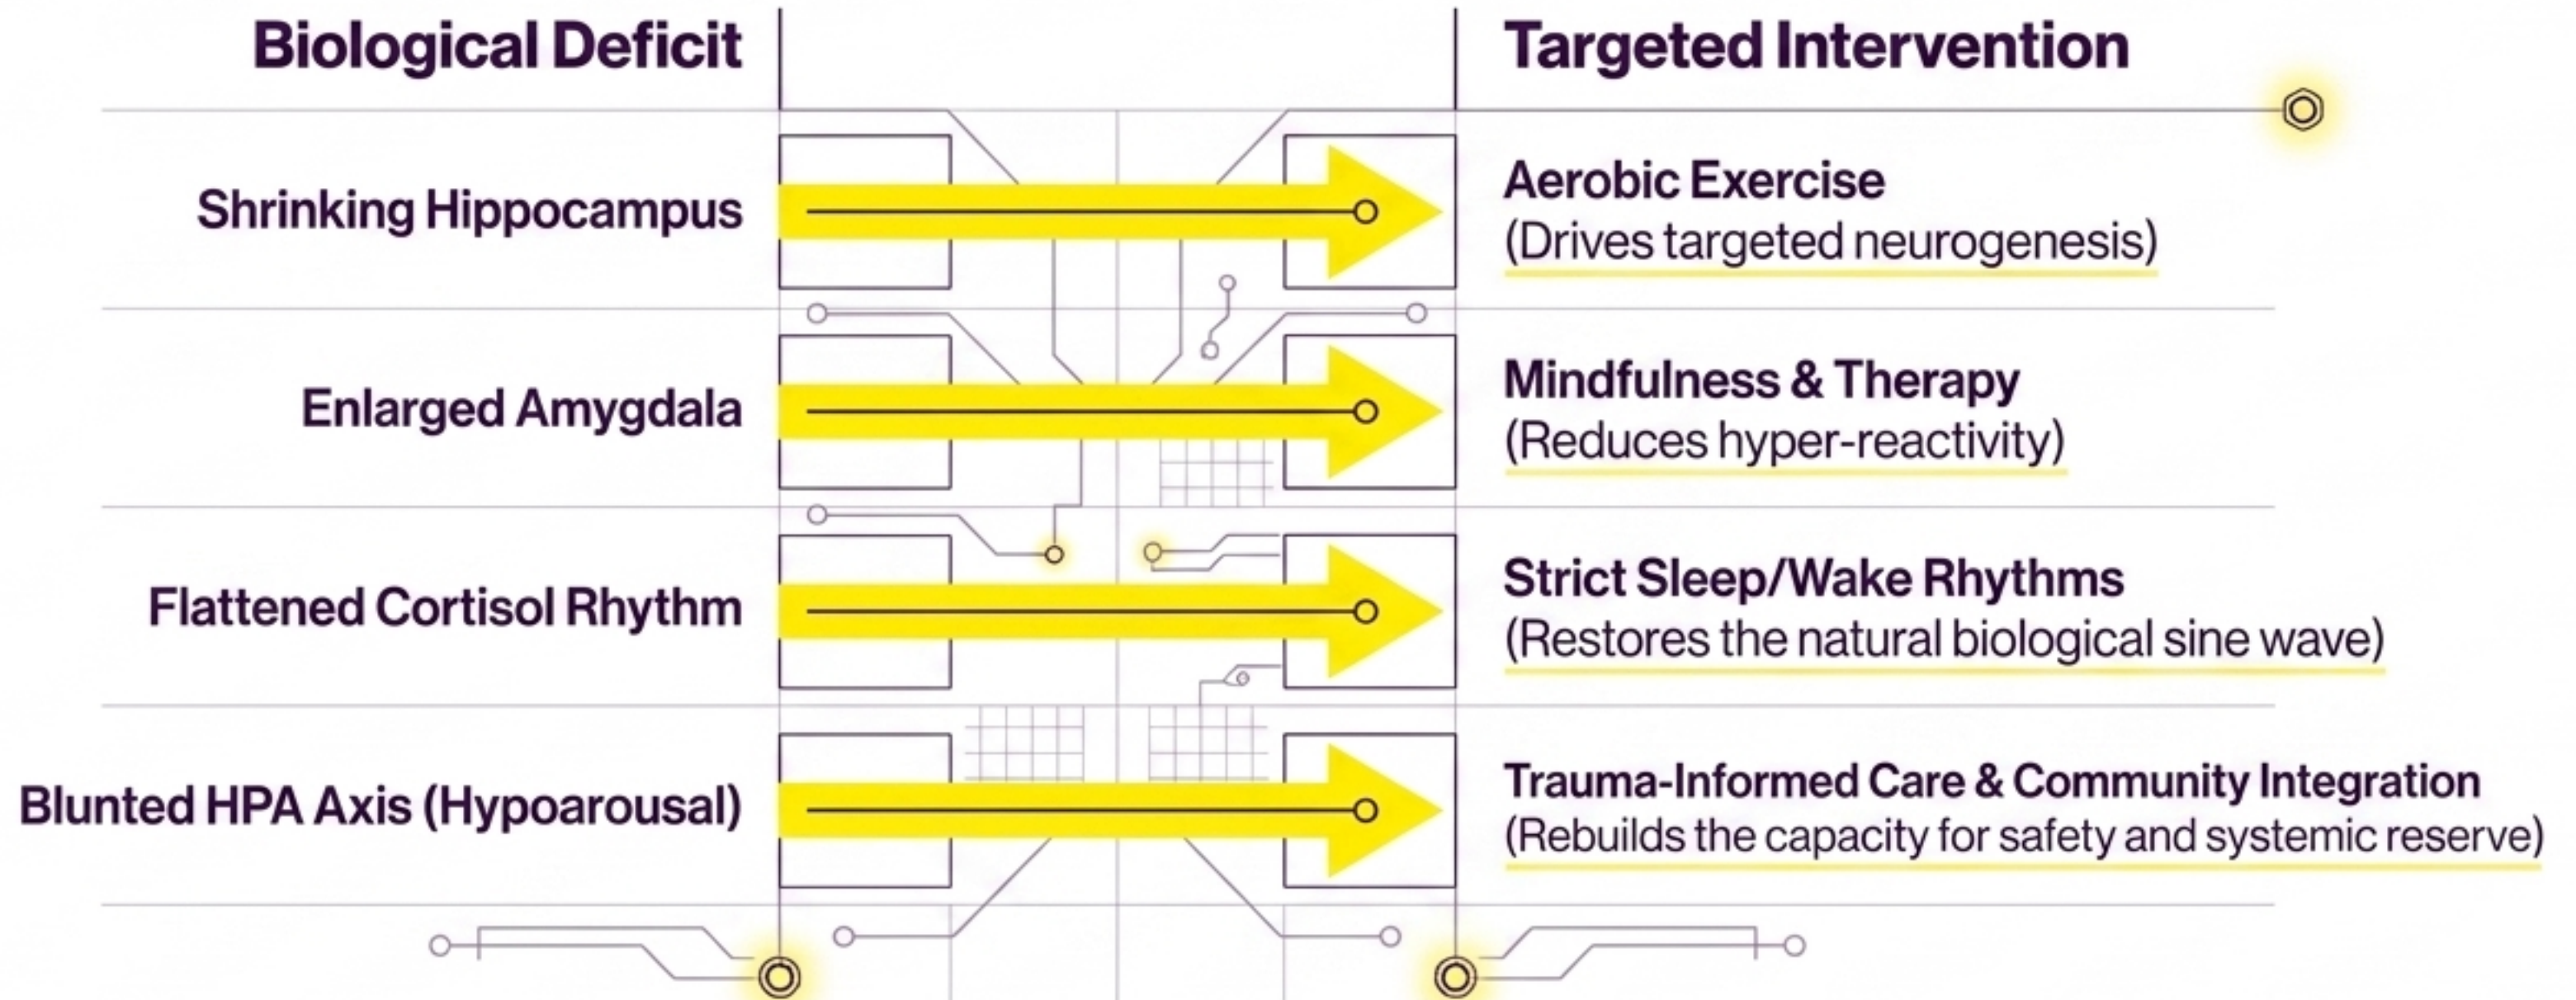 Biological Deficit
Targeted Intervention
Shrinking Hippocampus
Aerobic Exercise
(Drives targeted neurogenesis)
Enlarged Amygdala
Mindfulness & Therapy
(Reduces hyper-reactivity)
Flattened Cortisol Rhythm
Strict Sleep/Wake Rhythms
(Restores the natural biological sine wave)
Blunted HPA Axis (Hypoarousal)
Trauma-Informed Care & Community Integration
(Rebuilds the capacity for safety and systemic reserve)